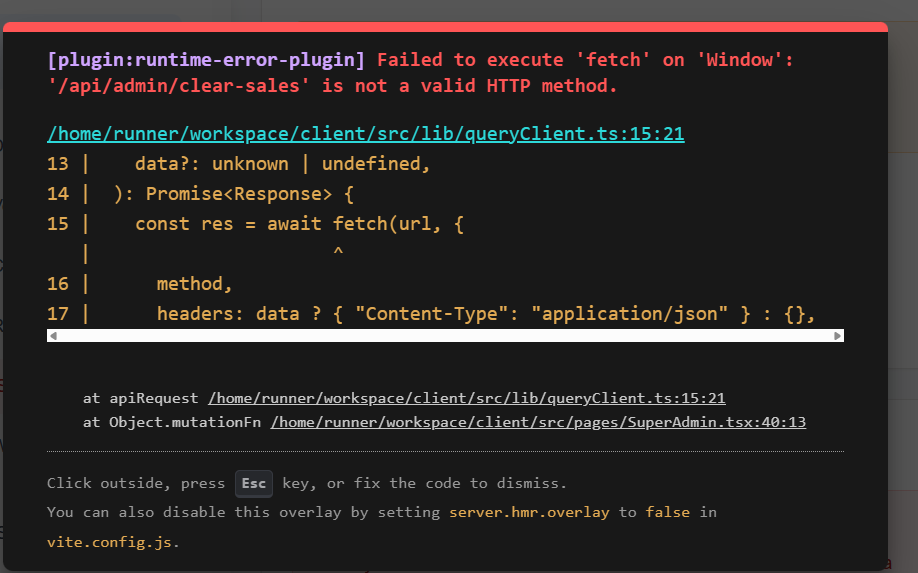 [plugin:runtime-error-plugin] Failed to execute 'fetch' on 'Window':
'/api/admin/clear-sales' is not a valid HTTP method.
/home/runner/workspace/client/src/lib/queryClient.ts:15:21
13 |    data?: unknown | undefined,
14 |  ): Promise<Response> {
15 |    const res = await fetch(url, {
   |                      ^
16 |      method,
17 |      headers: data ? { "Content-Type": "application/json" } : {},
at apiRequest /home/runner/workspace/client/src/lib/queryClient.ts:15:21
at Object.mutationFn /home/runner/workspace/client/src/pages/SuperAdmin.tsx:40:13
Click outside, press Esc key, or fix the code to dismiss.
You can also disable this overlay by setting server.hmr.overlay to false in
vite.config.js.